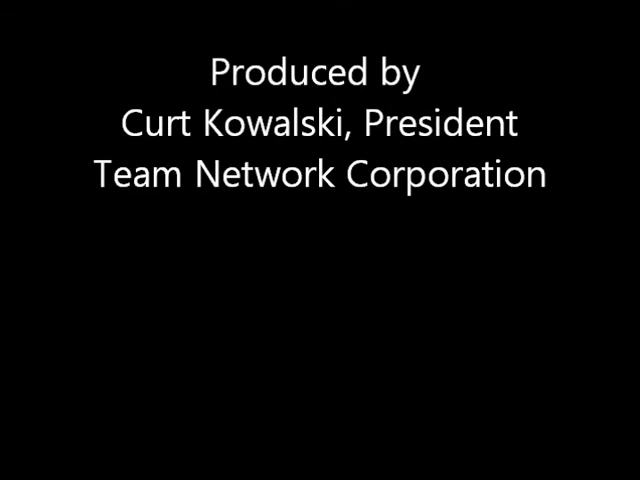 Produced by
Curt Kowalski, President
Team Network Corporation